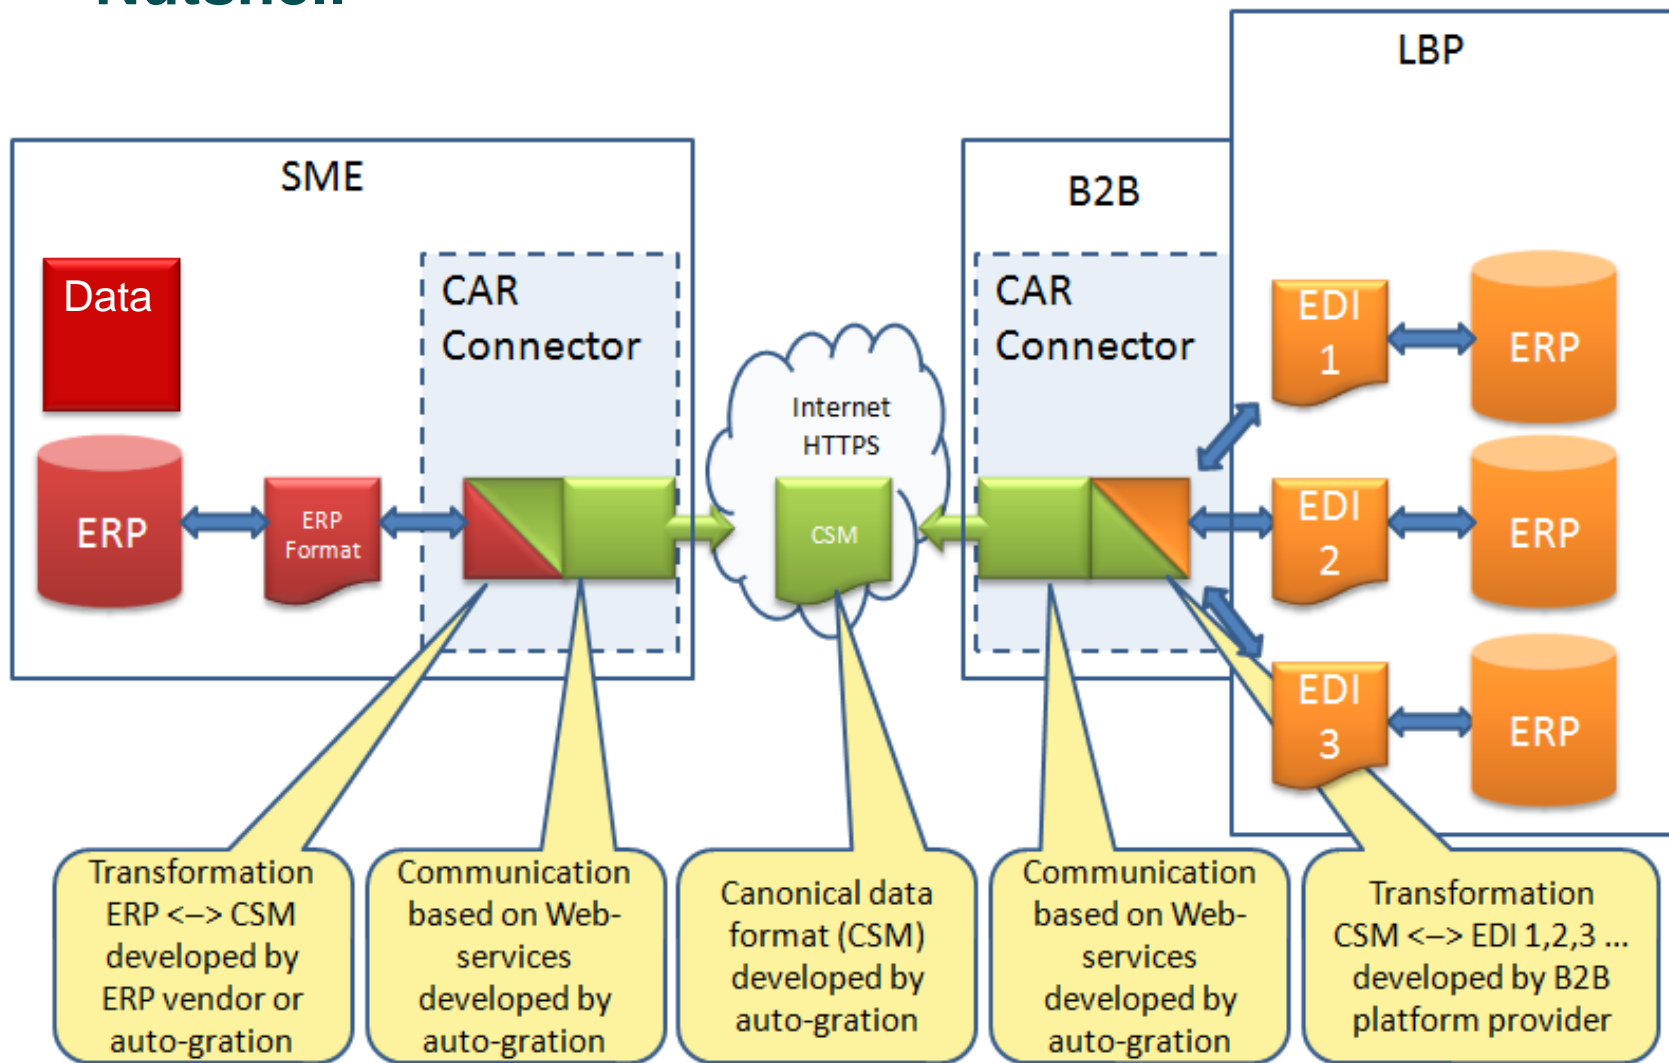 LBP
SME
B2B
Data
CAR
Connector
CAR
Connector
EDI
1
ERP
Internet
HTTPS
ERP
ERP
Format
CSM
EDI
2
ERP
EDI
3
ERP
Transformation
ERP <–> CSM
developed by
ERP vendor or
auto-gration
Communication
based on Web-
services
developed by
auto-gration
Canonical data
format (CSM)
developed by
auto-gration
Communication
based on Web-
services
developed by
auto-gration
Transformation
CSM <–> EDI 1,2,3 ...
developed by B2B
platform provider